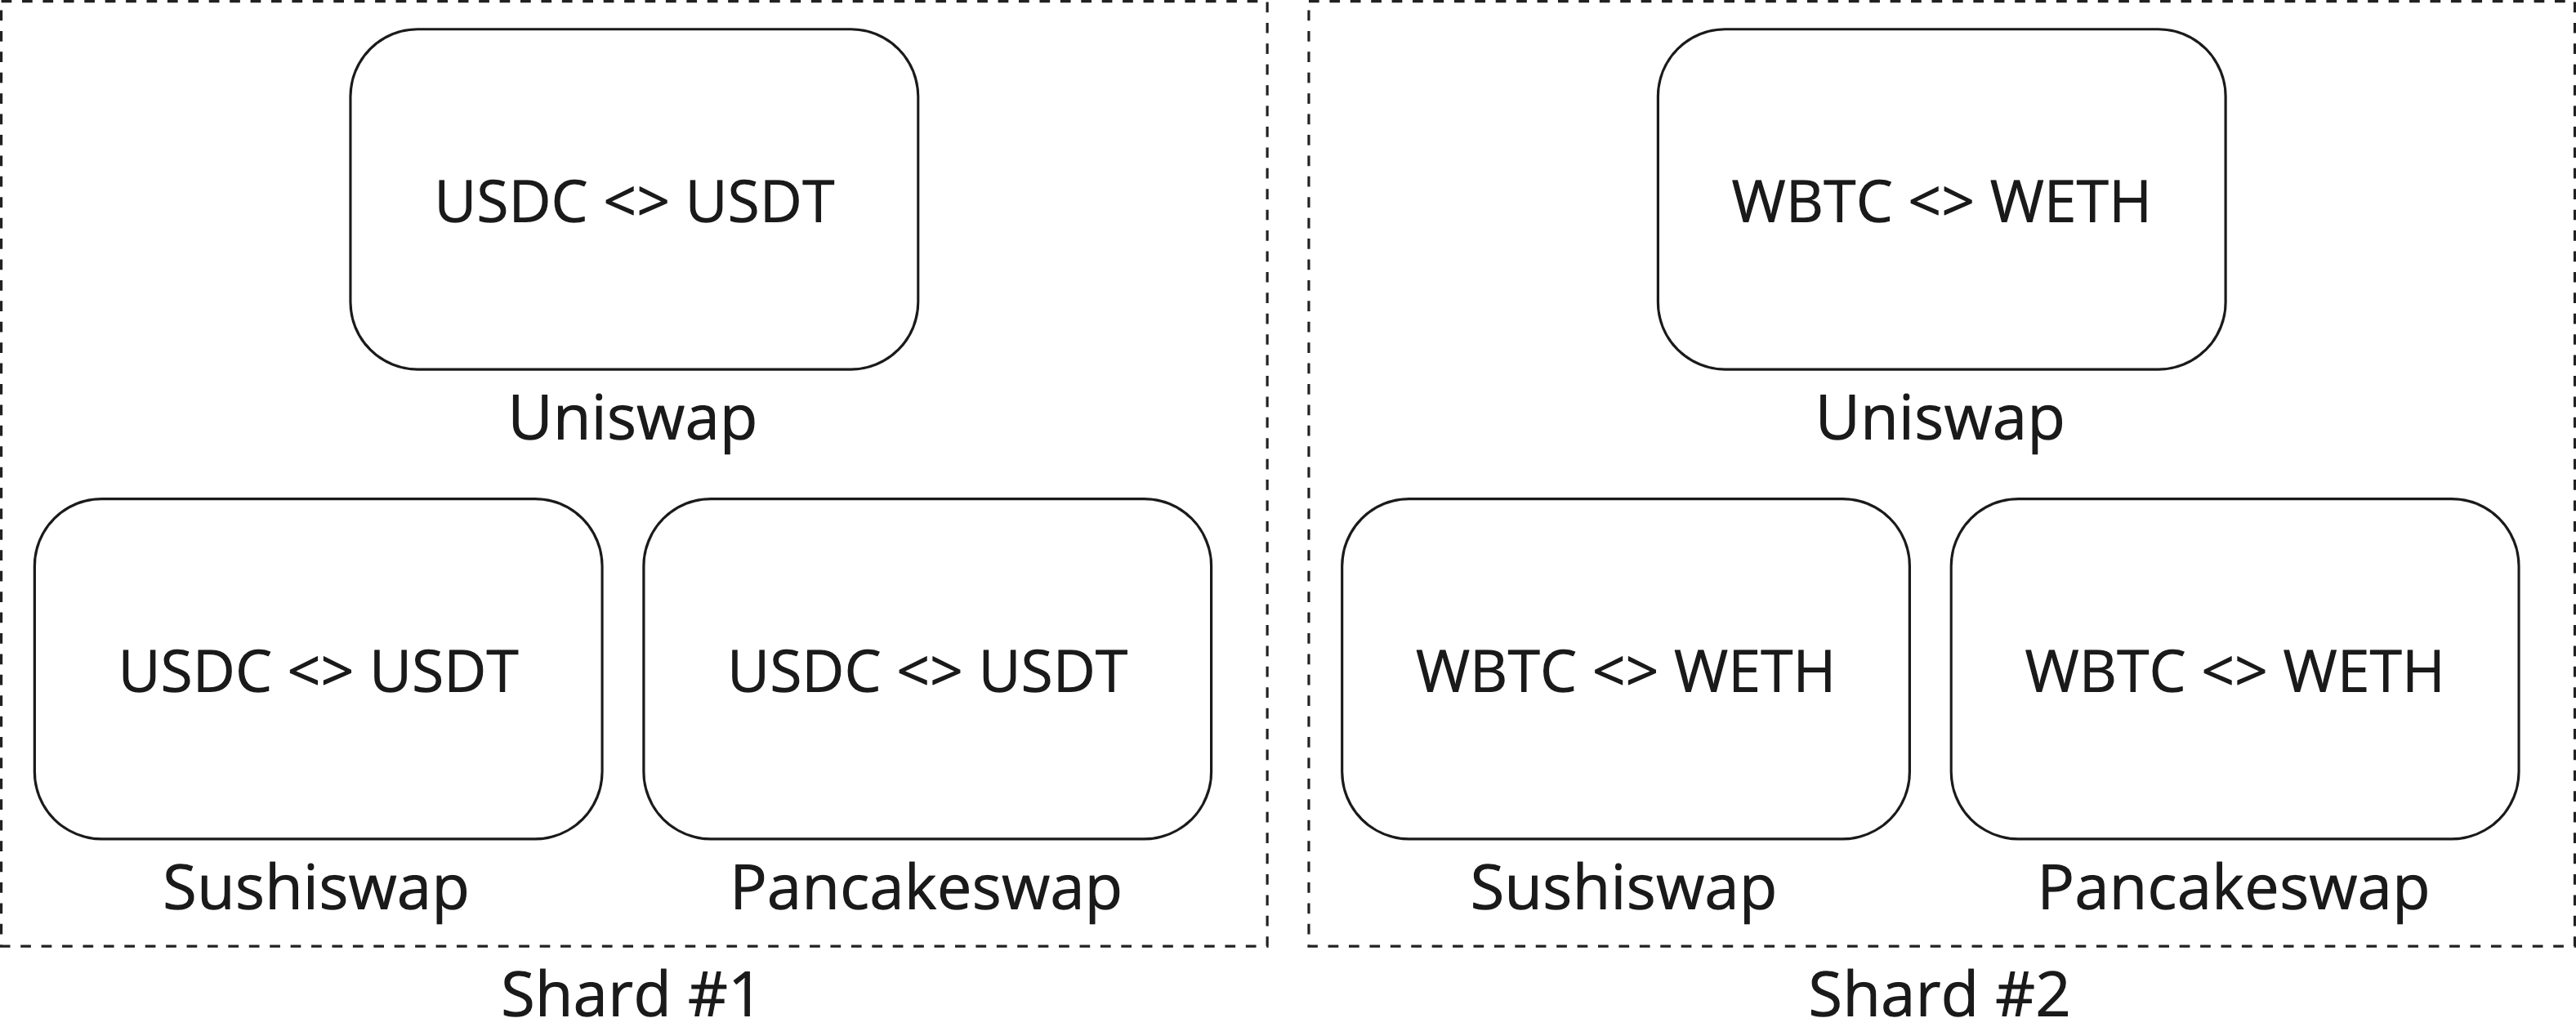 USDC <> USDT
Uniswap
USDC <> USDT
Sushiswap
USDC <> USDT
Pancakeswap
Shard #1
WBTC <> WETH
Uniswap
WBTC <> WETH
Sushiswap
WBTC <> WETH
Pancakeswap
Shard #2